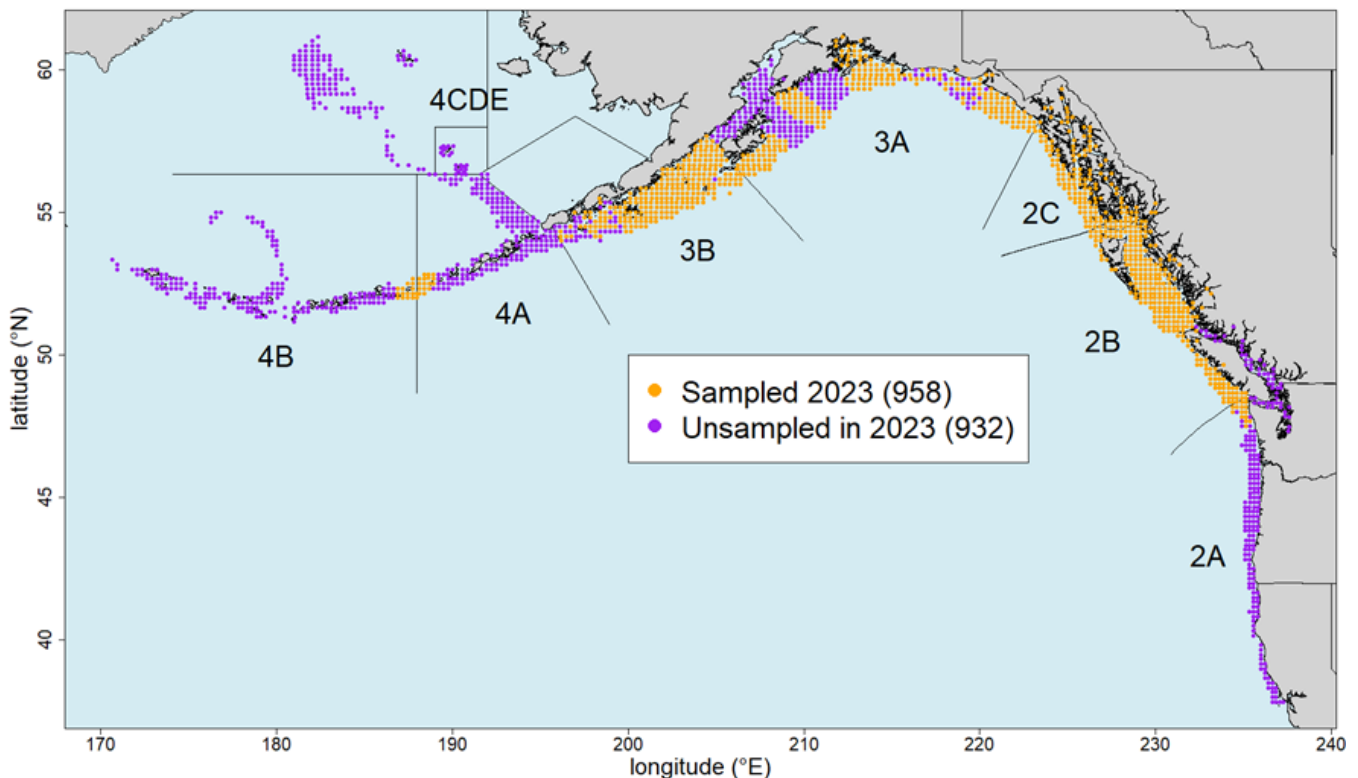 60
55
50
45
40
latitude (°N)
4CDE
3A
2C
3B
4A
2B
4B
2A
Sampled 2023 (958)
Unsampled in 2023 (932)
170 180 190 200 210 220 230 240
longitude (°E)